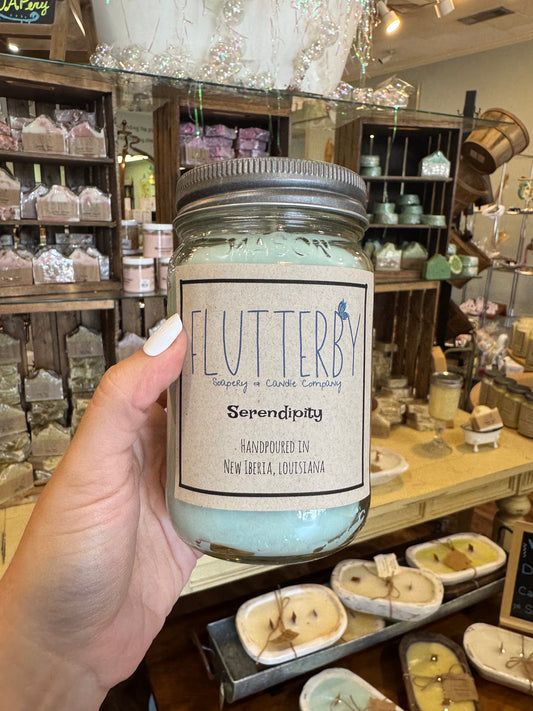 MASON
FLUTTERBY
Soapery & Candle Company
Serendipity
Handpoured in
New Iberia, Louisiana